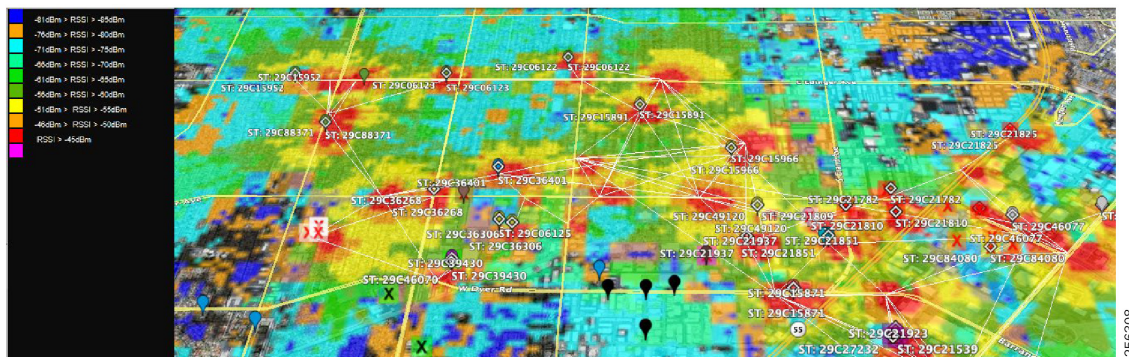 -81dBm > RSSI > -85dBm
-76dBm > RSSI > -80dBm
-71dBm > RSSI > -75dBm
-66dBm > RSSI > -70dBm
-61dBm > RSSI > -65dBm
-56dBm > RSSI > -60dBm
-51dBm > RSSI > -55dBm
-46dBm > RSSI > -50dBm
RSSI > -45dBm
ST: 29C06122 ST: 29C06122
ST: 29C15952
ST: 29C15952
ST: 29C06123 ST: 29C06123
ST: 29C15891 ST: 29C15891
ST: 29C88371 ST: 29C88371
ST: 29C21825
ST: 29C21825
ST: 29C15966
ST: 29C15966
ST: 29C36401 ST: 29C36401
ST: 29C36268
ST: 29C36268
ST: 29C21782 ST: 29C21782
ST: 29C49120 ST: 29C21809
ST: 29C49120
ST: 29C21810 ST: 29C21810
ST: 29C36306 ST: 29C06125
ST: 29C36306
ST: 29C21937 ST: 29C21851
ST: 29C21937 ST: 29C21851
ST: 29C46077
ST: 29C46077
ST: 29C84080 ST: 29C84080
ST: 29C39430
ST: 29C46070 ST: 29C39430
W Dyer Rd
X
X
X
ST: 29C15871
ST: 29C15871
55
ST: 29C21923
ST: 29C27232 ST: 29C21539
X
356308